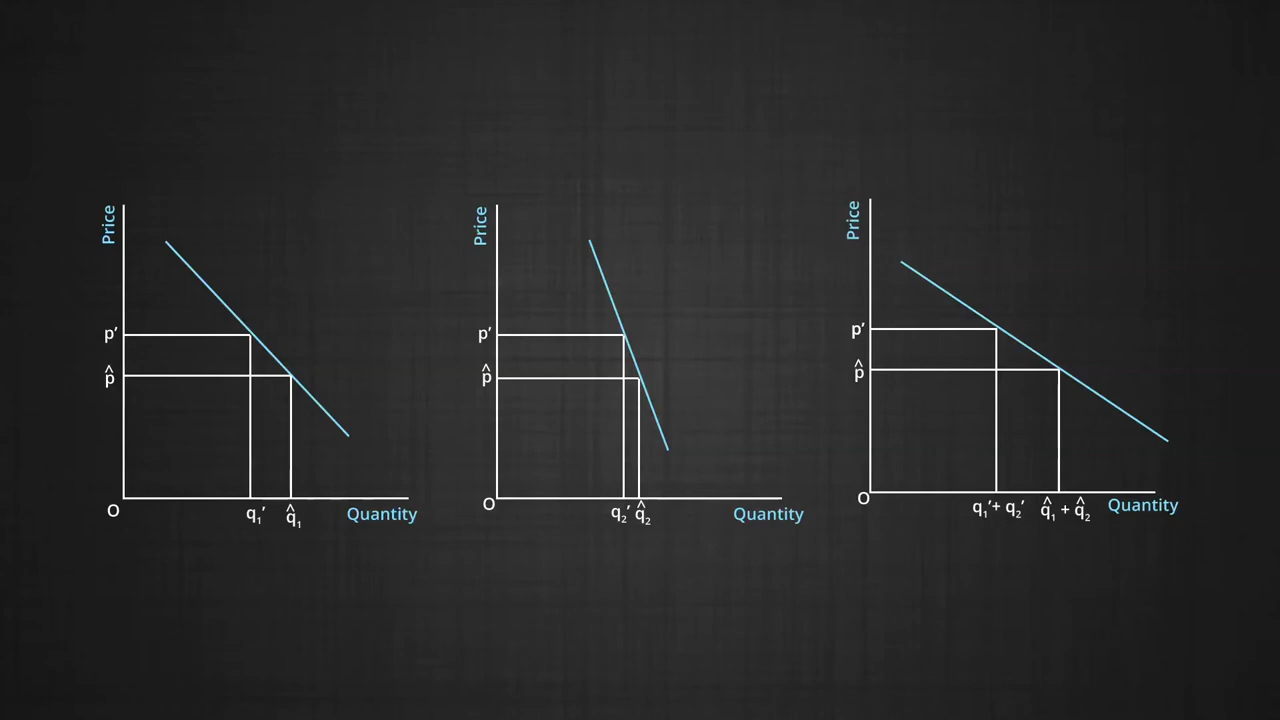 Price
p′
p̂
O
q₁′
q̂₁
Quantity
Price
p′
p̂
O
q₂′
q̂₂
Quantity
Price
p′
p̂
O
q₁′+ q₂′
q̂₁ + q̂₂
Quantity